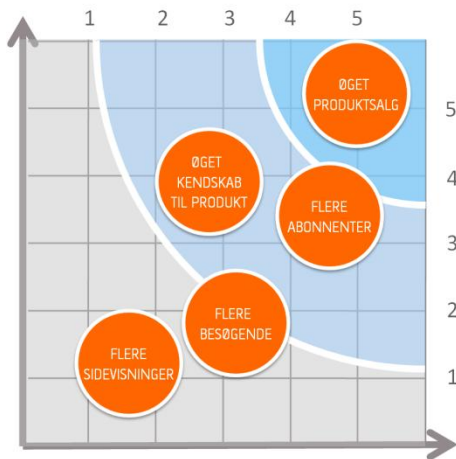 1 2 3 4 5
ØGET
PRODUKTSALG
5
ØGET
KENDSKAB
TIL PRODUKT
4
FLERE
ABONNENTER
3
FLERE
BESØGENDE
2
FLERE
SIDEVISNINGER
1